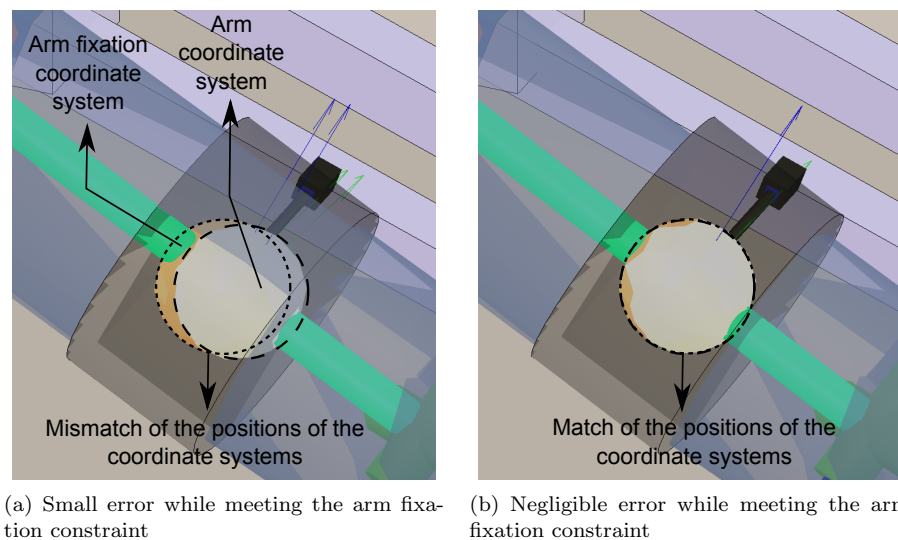 Arm fixation
coordinate
system
Arm
coordinate
system
Mismatch of the positions of the
coordinate systems
Match of the positions of the
coordinate systems
(a) Small error while meeting the arm fixa-
tion constraint
(b) Negligible error while meeting the arm
fixation constraint